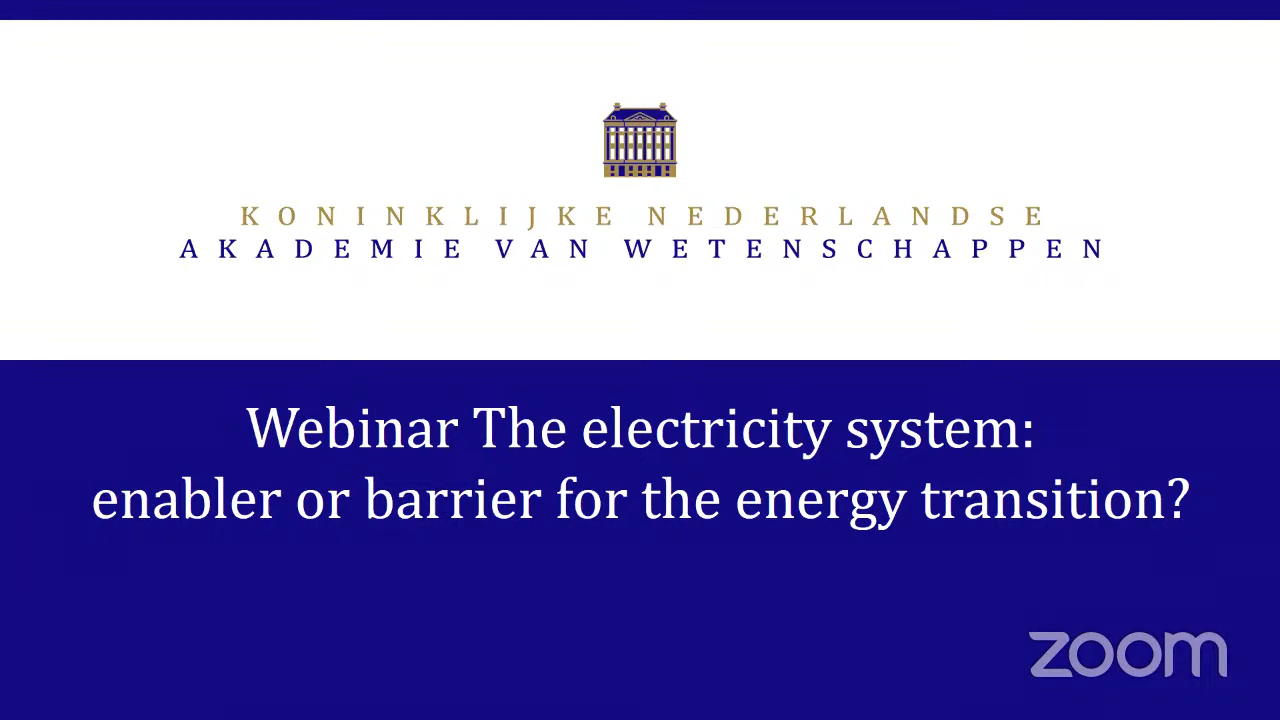 KONINKLIJKE NEDERLANDSE
AKADEMIE VAN WETENSCHAPPEN
Webinar The electricity system:
enabler or barrier for the energy transition?
zoom